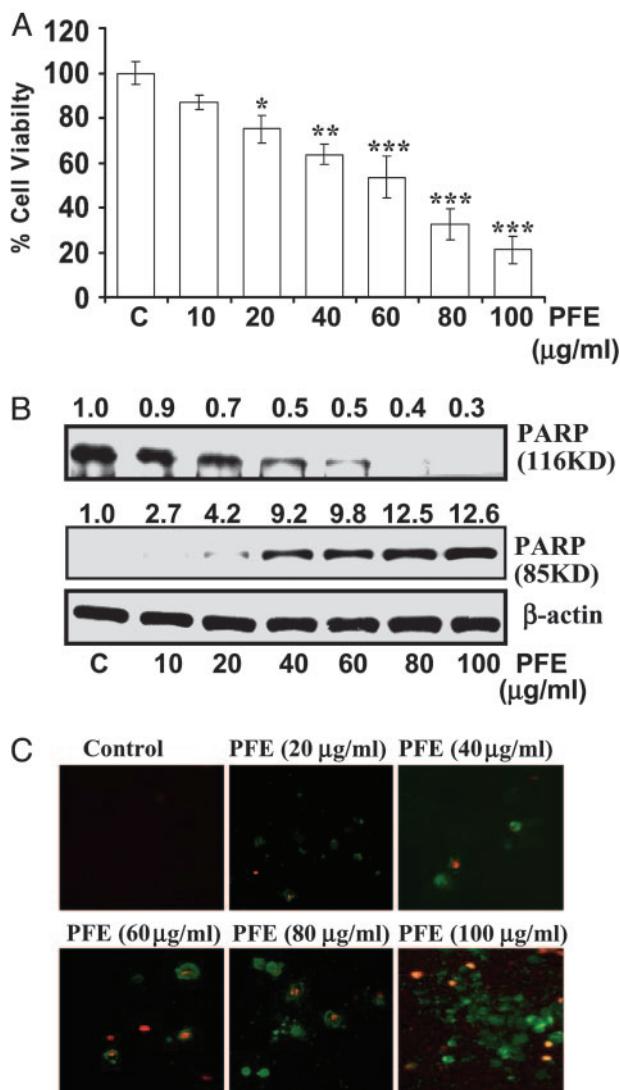 A
120
100
80
60
40
20
0
% Cell Viabilty
* ** *** *** ***
C 10 20 40 60 80 100 PFE
(μg/ml)
B
1.0 0.9 0.7 0.5 0.5 0.4 0.3
PARP
(116KD)
1.0 2.7 4.2 9.2 9.8 12.5 12.6
PARP
(85KD)
β-actin
C 10 20 40 60 80 100 PFE
(μg/ml)
C
Control PFE (20 μg/ml) PFE (40μg/ml)
PFE (60μg/ml) PFE (80 μg/ml) PFE (100 μg/ml)